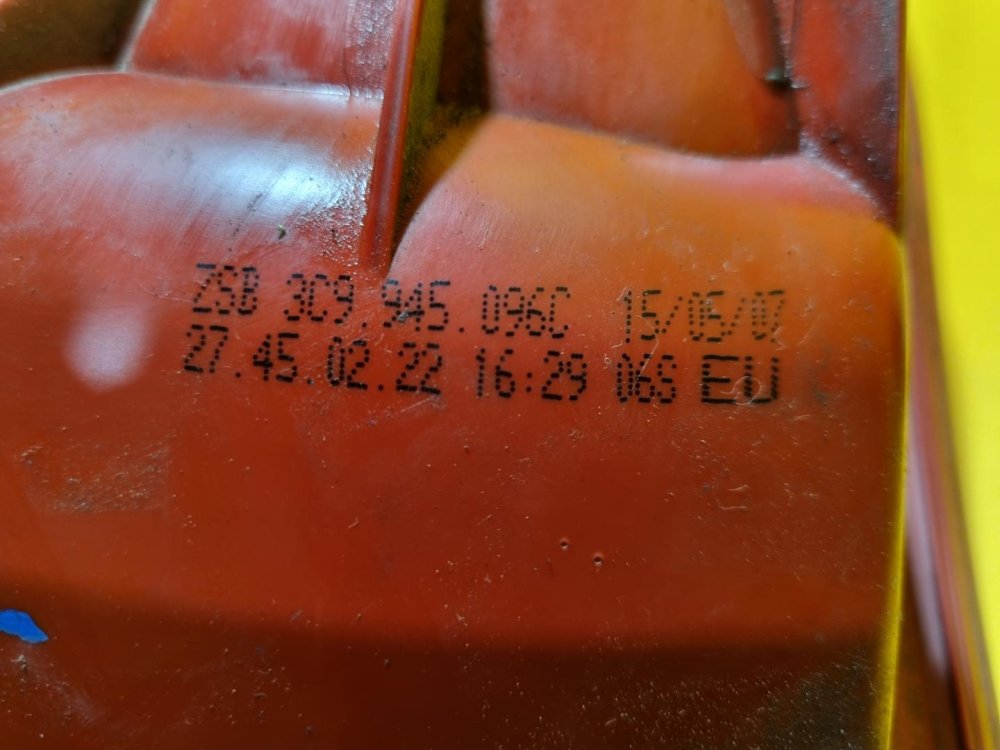 ZSB 3C9.945.096C 15/05/07
27.45.02.22 16:29 06S EU